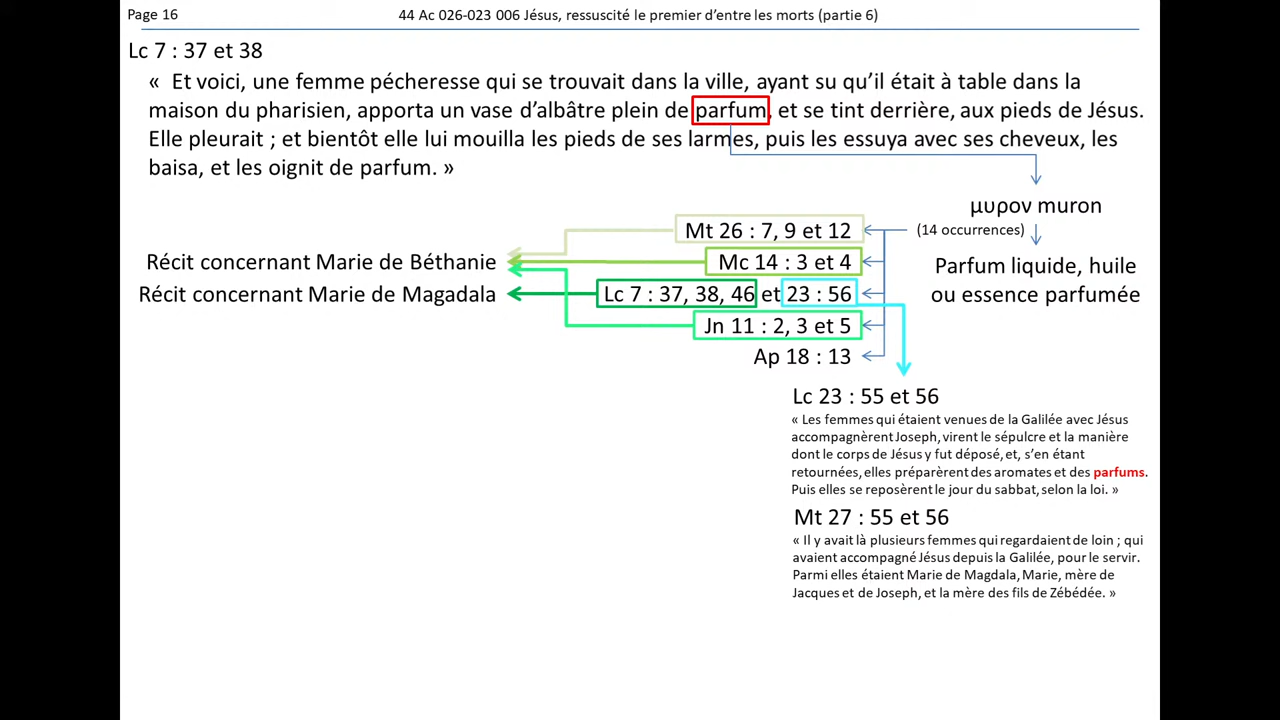 Page 16
44 Ac 026-023 006 Jésus, ressuscité le premier d’entre les morts (partie 6)
Lc 7 : 37 et 38
«  Et voici, une femme pécheresse qui se trouvait dans la ville, ayant su qu’il était à table dans la
maison du pharisien, apporta un vase d’albâtre plein de parfum, et se tint derrière, aux pieds de Jésus.
Elle pleurait ; et bientôt elle lui mouilla les pieds de ses larmes, puis les essuya avec ses cheveux, les
baisa, et les oignit de parfum. »
μυρον muron
(14 occurrences)
Parfum liquide, huile
ou essence parfumée
Mt 26 : 7, 9 et 12
Mc 14 : 3 et 4
Lc 7 : 37, 38, 46 et 23 : 56
Jn 11 : 2, 3 et 5
Ap 18 : 13
Récit concernant Marie de Béthanie
Récit concernant Marie de Magadala
Lc 23 : 55 et 56
« Les femmes qui étaient venues de la Galilée avec Jésus
accompagnèrent Joseph, virent le sépulcre et la manière
dont le corps de Jésus y fut déposé, et, s’en étant
retournées, elles préparèrent des aromates et des parfums.
Puis elles se reposèrent le jour du sabbat, selon la loi. »
Mt 27 : 55 et 56
« Il y avait là plusieurs femmes qui regardaient de loin ; qui
avaient accompagné Jésus depuis la Galilée, pour le servir.
Parmi elles étaient Marie de Magdala, Marie, mère de
Jacques et de Joseph, et la mère des fils de Zébédée. »